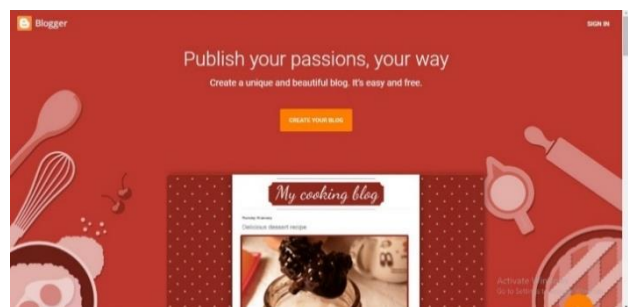 Blogger
SIGN IN
Publish your passions, your way
Create a unique and beautiful blog. It's easy and free.
CREATE YOUR BLOG
My cooking blog
Delicious dessert recipe
Activate Windows